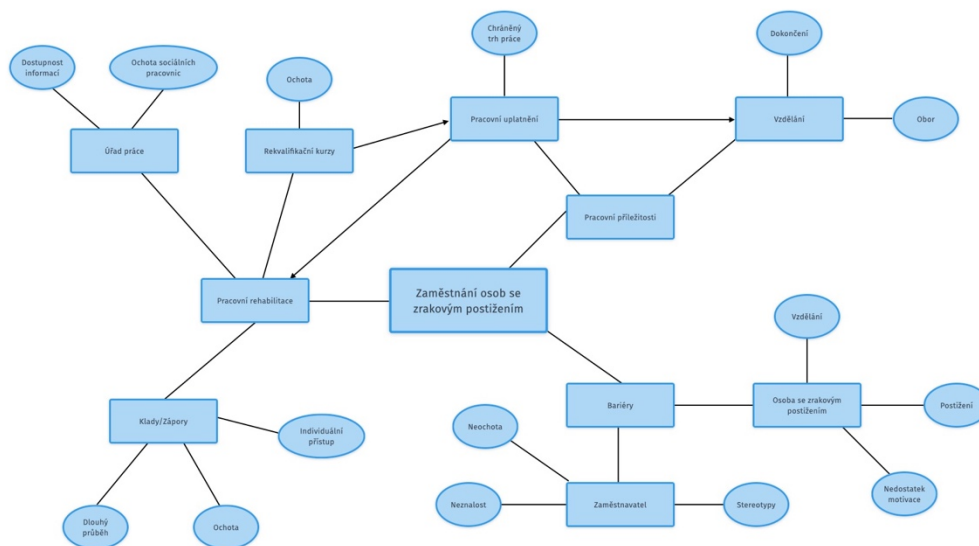 Chráněný
trh práce
Dokončení
Dostupnost
informací
Ochota sociálních
pracovnic
Ochota
Pracovní uplatnění
Vzdělání
Obor
Úřad práce
Rekvalifikační kurzy
Pracovní příležitosti
Pracovní rehabilitace
Zaměstnání osob se
zrakovým postižením
Vzdělání
Bariéry
Osoba se zrakovým
postižením
Postižení
Klady/Zápory
Individuální
přístup
Neochota
Nedostatek
motivace
Neznalost
Zaměstnavatel
Stereotypy
Dlouhý
průběh
Ochota